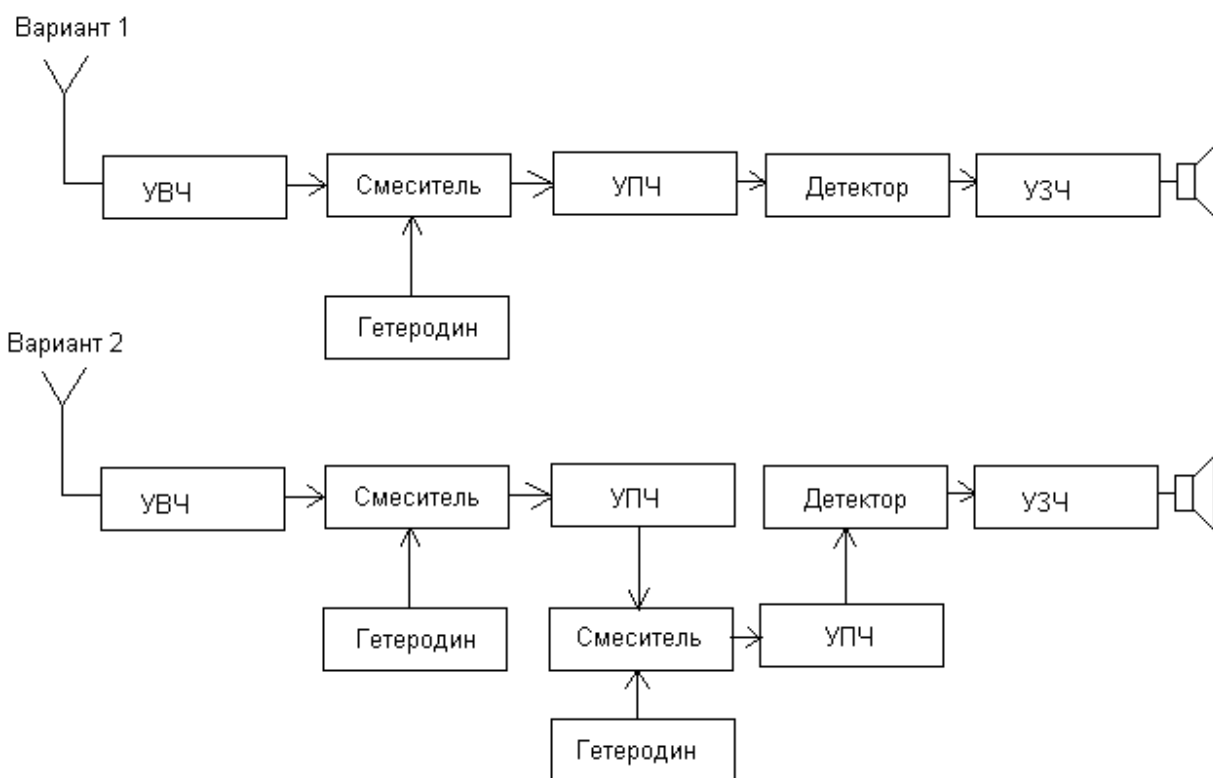 Вариант 1
УВЧ
Смеситель
УПЧ
Детектор
УЗЧ
Гетеродин
Вариант 2
УВЧ
Смеситель
УПЧ
Детектор
УЗЧ
Гетеродин
Смеситель
УПЧ
Гетеродин